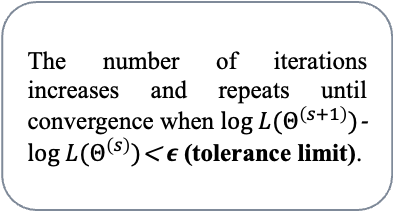 The number of iterations
increases and repeats until
convergence when log 𝐿(Θ⁽ˢ⁺¹⁾)-
log 𝐿(Θ⁽ˢ⁾)<ϵ (tolerance limit).